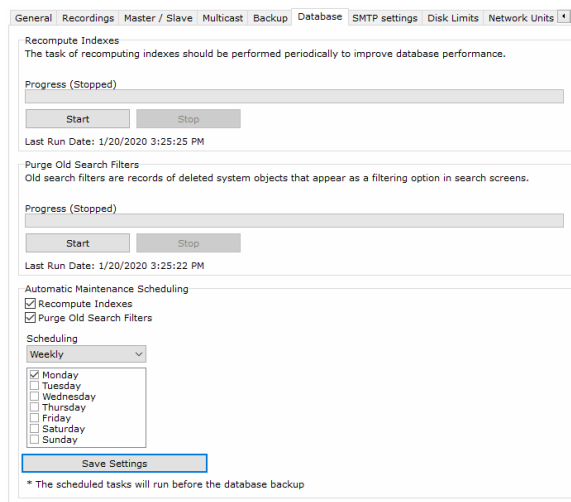 General Recordings Master / Slave Multicast Backup Database SMTP settings Disk Limits Network Units
Recompute Indexes
The task of recomputing indexes should be performed periodically to improve database performance.
Progress (Stopped)
Start Stop
Last Run Date: 1/20/2020 3:25:25 PM
Purge Old Search Filters
Old search filters are records of deleted system objects that appear as a filtering option in search screens.
Progress (Stopped)
Start Stop
Last Run Date: 1/20/2020 3:25:22 PM
Automatic Maintenance Scheduling
Recompute Indexes
Purge Old Search Filters
Scheduling
Weekly
Monday
Tuesday
Wednesday
Thursday
Friday
Saturday
Sunday
Save Settings
* The scheduled tasks will run before the database backup